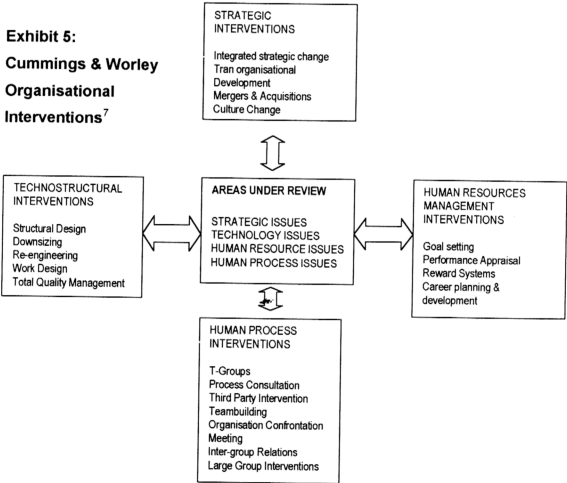 Exhibit 5:
Cummings & Worley
Organisational
Interventions7
STRATEGIC
INTERVENTIONS
Integrated strategic change
Tran organisational
Development
Mergers & Acquisitions
Culture Change
TECHNOSTRUCTURAL
INTERVENTIONS
Structural Design
Downsizing
Re-engineering
Work Design
Total Quality Management
AREAS UNDER REVIEW
STRATEGIC ISSUES
TECHNOLOGY ISSUES
HUMAN RESOURCE ISSUES
HUMAN PROCESS ISSUES
HUMAN RESOURCES
MANAGEMENT
INTERVENTIONS
Goal setting
Performance Appraisal
Reward Systems
Career planning &
development
HUMAN PROCESS
INTERVENTIONS
T-Groups
Process Consultation
Third Party Intervention
Teambuilding
Organisation Confrontation
Meeting
Inter-group Relations
Large Group Interventions